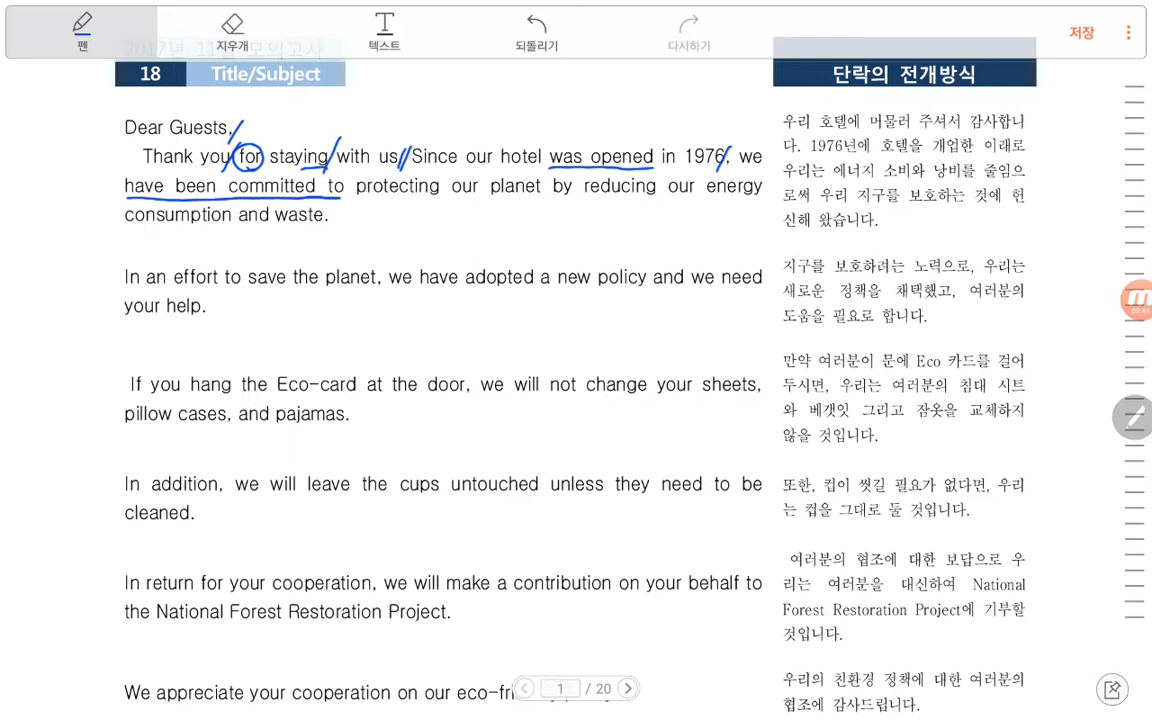 펜
지우개
텍스트
되돌리기
다시하기
저장
2017년 11월 모의고사
18 Title/Subject
단락의 전개방식
Dear Guests,
Thank you for staying with us. Since our hotel was opened in 1976, we
have been committed to protecting our planet by reducing our energy
consumption and waste.
In an effort to save the planet, we have adopted a new policy and we need
your help.
If you hang the Eco-card at the door, we will not change your sheets,
pillow cases, and pajamas.
In addition, we will leave the cups untouched unless they need to be
cleaned.
In return for your cooperation, we will make a contribution on your behalf to
the National Forest Restoration Project.
We appreciate your cooperation on our
우리 호텔에 머물러 주셔서 감사합니
다. 1976년에 호텔을 개업한 이래로
우리는 에너지 소비와 낭비를 줄임으
로써 우리 지구를 보호하는 것에 헌
신해 왔습니다.
지구를 보호하려는 노력으로, 우리는
새로운 정책을 채택했고, 여러분의
도움을 필요로 합니다.
만약 여러분이 문에 Eco 카드를 걸어
두시면, 우리는 여러분의 침대 시트
와 베갯잇 그리고 잠옷을 교체하지
않을 것입니다.
또한, 컵이 씻길 필요가 없다면, 우리
는 컵을 그대로 둘 것입니다.
여러분의 협조에 대한 보답으로 우
리는 여러분을 대신하여 National
Forest Restoration Project에 기부할
것입니다.
우리의 친환경 정책에 대한 여러분의
협조에 감사드립니다.
1 / 20
00:41